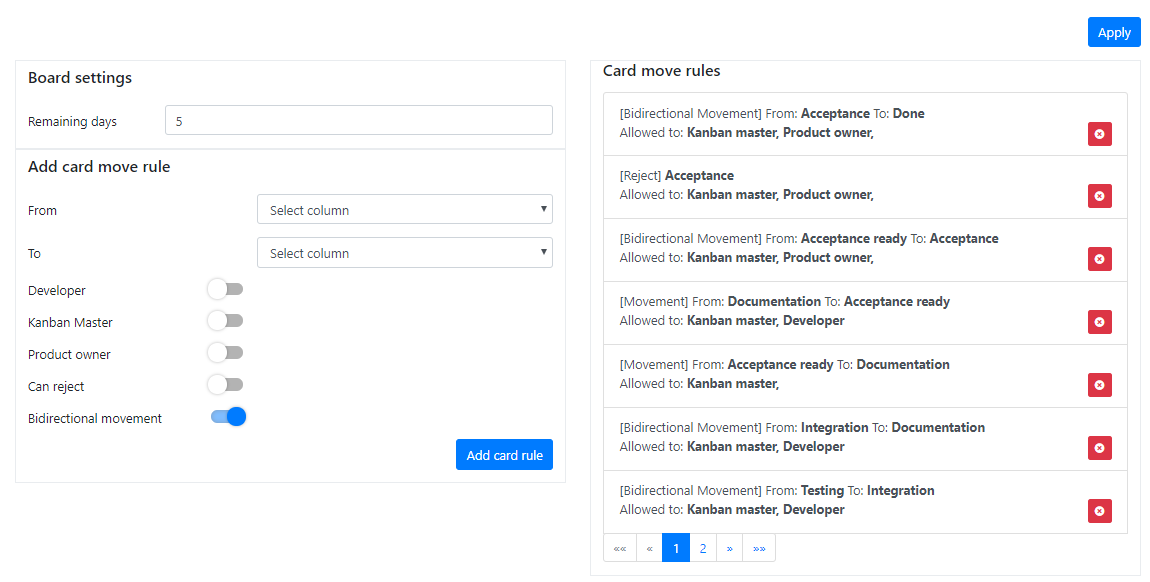 Apply
Board settings
Remaining days
5
Add card move rule
From
Select column
To
Select column
Developer
Kanban Master
Product owner
Can reject
Bidirectional movement
Add card rule
Card move rules
[Bidirectional Movement] From: Acceptance To: Done
Allowed to: Kanban master, Product owner,
[Reject] Acceptance
Allowed to: Kanban master, Product owner,
[Bidirectional Movement] From: Acceptance ready To: Acceptance
Allowed to: Kanban master, Product owner,
[Movement] From: Documentation To: Acceptance ready
Allowed to: Kanban master, Developer
[Movement] From: Acceptance ready To: Documentation
Allowed to: Kanban master,
[Bidirectional Movement] From: Integration To: Documentation
Allowed to: Kanban master, Developer
[Bidirectional Movement] From: Testing To: Integration
Allowed to: Kanban master, Developer
«« « 1 2 » »»